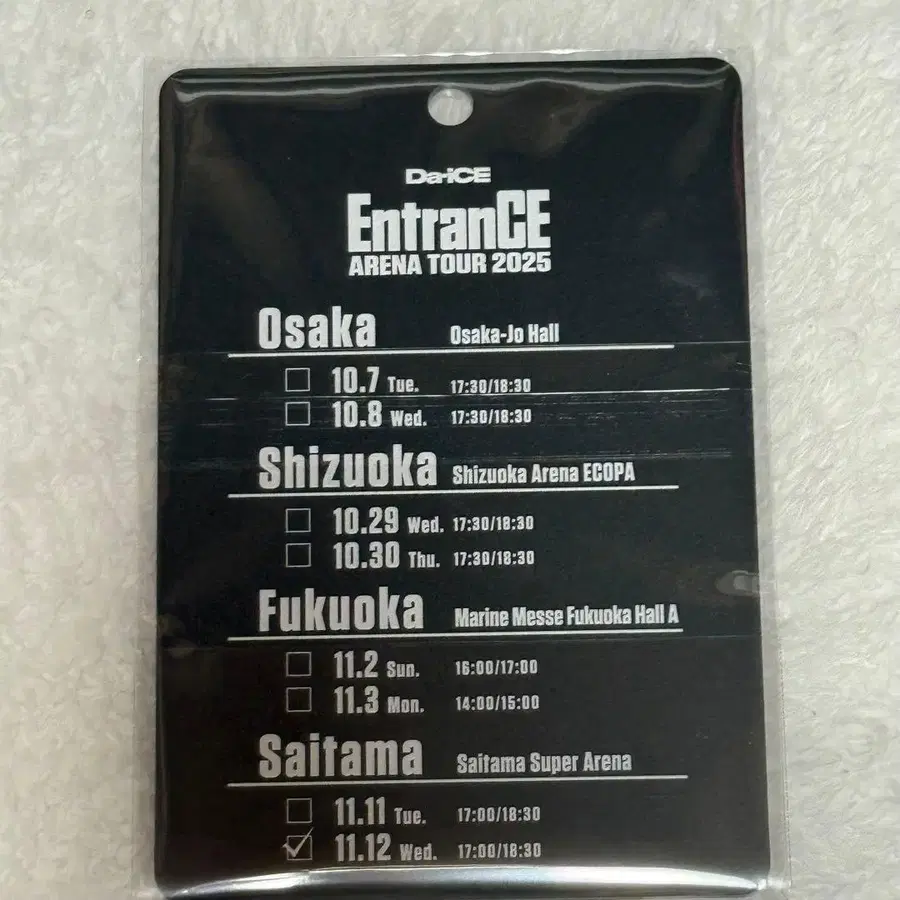 Da-iCE
EntranCE
ARENA TOUR 2025
Osaka Osaka-Jo Hall
☐ 10.7 Tue. 17:30/18:30
☐ 10.8 Wed. 17:30/18:30
Shizuoka Shizuoka Arena ECOPA
☐ 10.29 Wed. 17:30/18:30
☐ 10.30 Thu. 17:30/18:30
Fukuoka Marine Messe Fukuoka Hall A
☐ 11.2 Sun. 16:00/17:00
☐ 11.3 Mon. 14:00/15:00
Saitama Saitama Super Arena
☐ 11.11 Tue. 17:00/18:30
☑ 11.12 Wed. 17:00/18:30